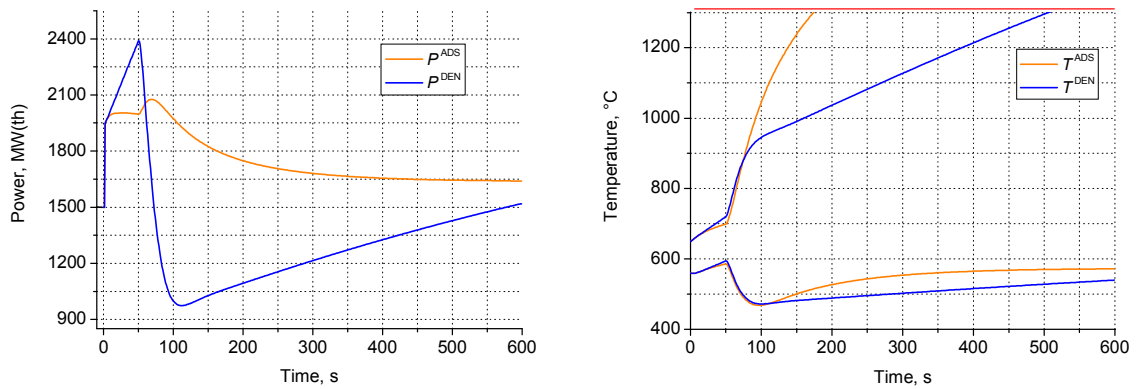 2400
2100
1800
1500
1200
900
0 100 200 300 400 500 600
Power, MW(th)
Time, s
P^ADS
P^DEN
1200
1000
800
600
400
0 100 200 300 400 500 600
Temperature, °C
Time, s
T^ADS
T^DEN